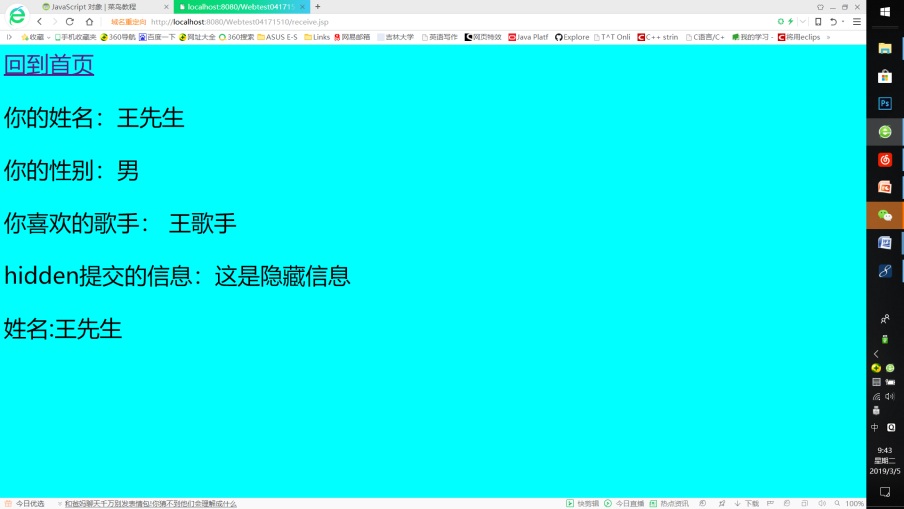 JavaScript 对象 | 菜鸟教程
localhost:8080/Webtest0417151
域名重定向 http://localhost:8080/Webtest04171510/receive.jsp
收藏 手机收藏夹 360导航 百度一下 网址大全 360搜索 ASUS E-S Links 网易邮箱 吉林大学 英语写作 网页特效 Java Platf Explore T^T Onli C++ strin C语言/C+ 我的学习 - 将用eclips »
回到首页
你的姓名：王先生
你的性别：男
你喜欢的歌手： 王歌手
hidden提交的信息：这是隐藏信息
姓名:王先生
Ps
中
9:43
星期二
2019/3/5
今日优选 和爸妈聊天千万别发表情包!你猜不到他们会理解成什么
快剪辑 今日直播 热点资讯 下载 100%